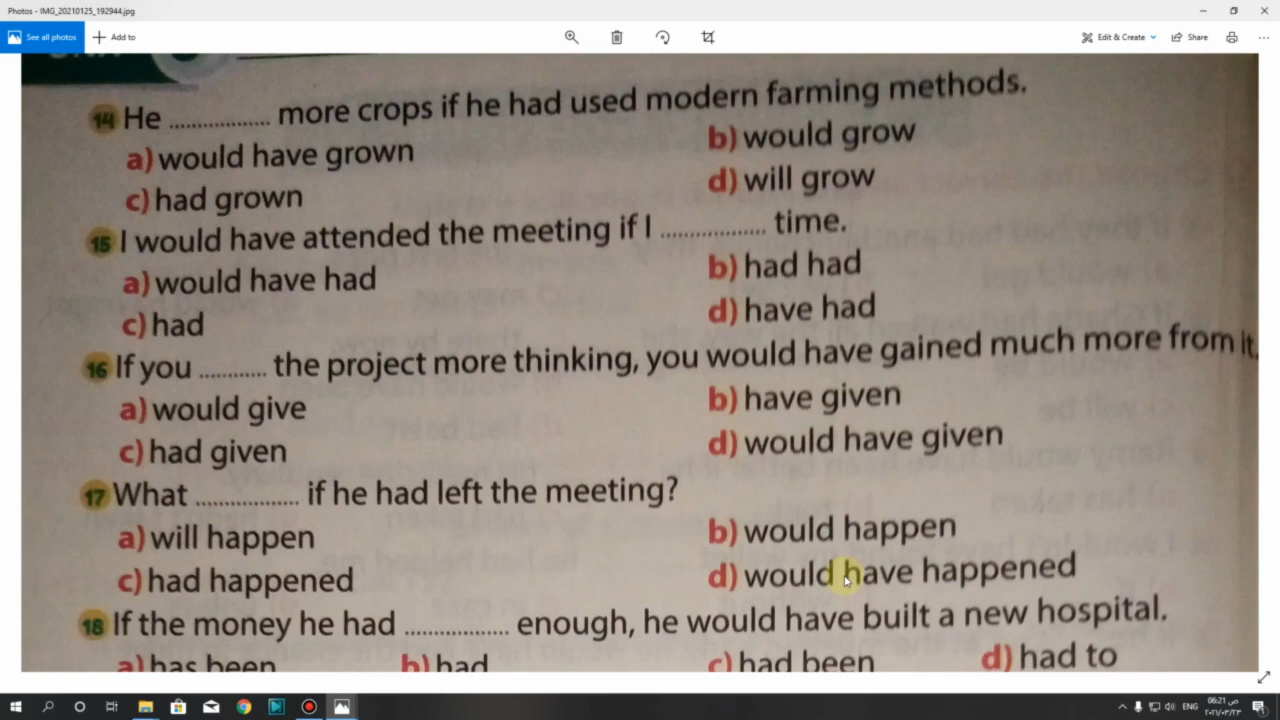 Photos - IMG_20210125_192944.jpg
See all photos
Add to
Edit & Create
Share
14 He ................. more crops if he had used modern farming methods.
a) would have grown
b) would grow
c) had grown
d) will grow
15 I would have attended the meeting if I ................. time.
a) would have had
b) had had
c) had
d) have had
16 If you ........... the project more thinking, you would have gained much more from it.
a) would give
b) have given
c) had given
d) would have given
17 What ................. if he had left the meeting?
a) will happen
b) would happen
c) had happened
d) would have happened
18 If the money he had ................. enough, he would have built a new hospital.
a) has been
b) had
c) had been
d) had to
ENG
06:21 ص
٢٠٢١/٠٣/٢٣